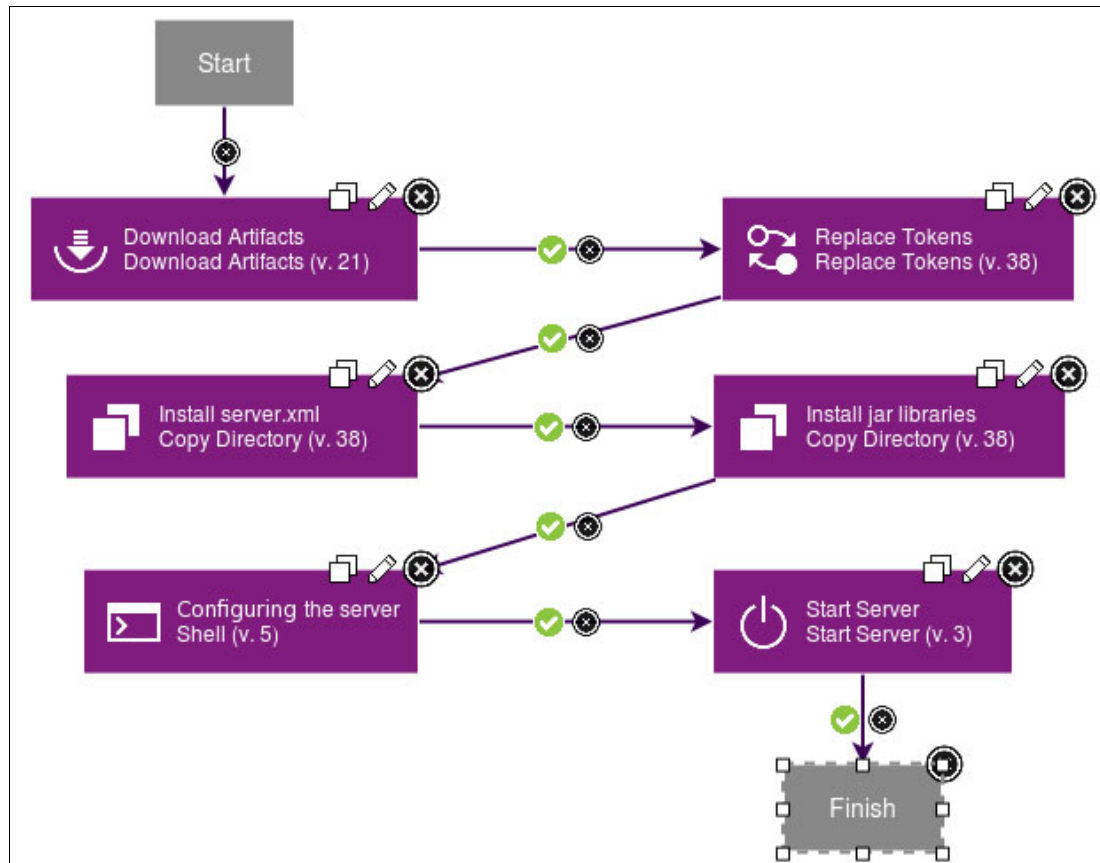 Start
Download Artifacts
Download Artifacts (v. 21)
Replace Tokens
Replace Tokens (v. 38)
Install server.xml
Copy Directory (v. 38)
Install jar libraries
Copy Directory (v. 38)
Configuring the server
Shell (v. 5)
Start Server
Start Server (v. 3)
Finish